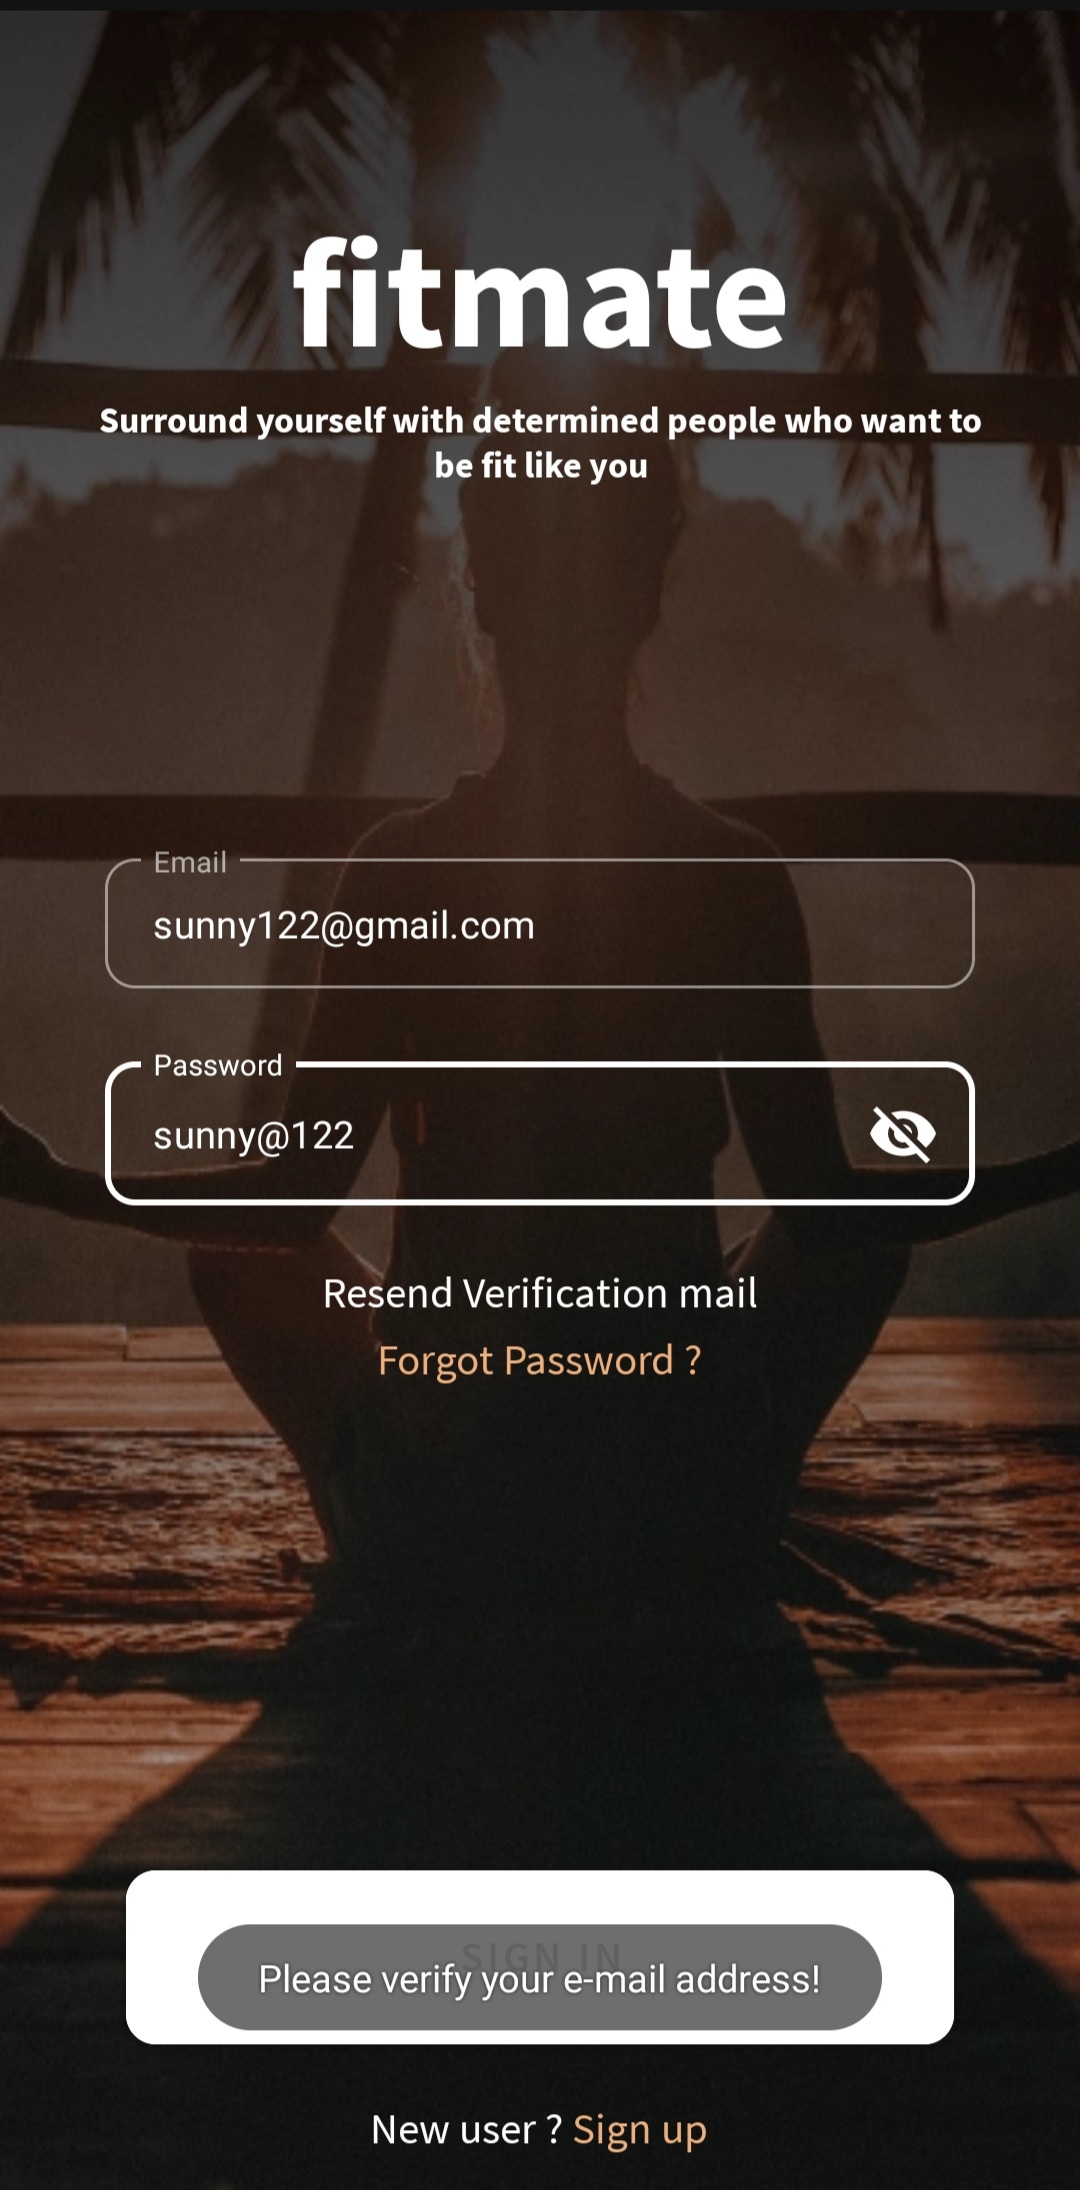 fitmate
Surround yourself with determined people who want to
be fit like you
Email
sunny122@gmail.com
Password
sunny@122
Resend Verification mail
Forgot Password ?
SIGN IN
Please verify your e-mail address!
New user ? Sign up